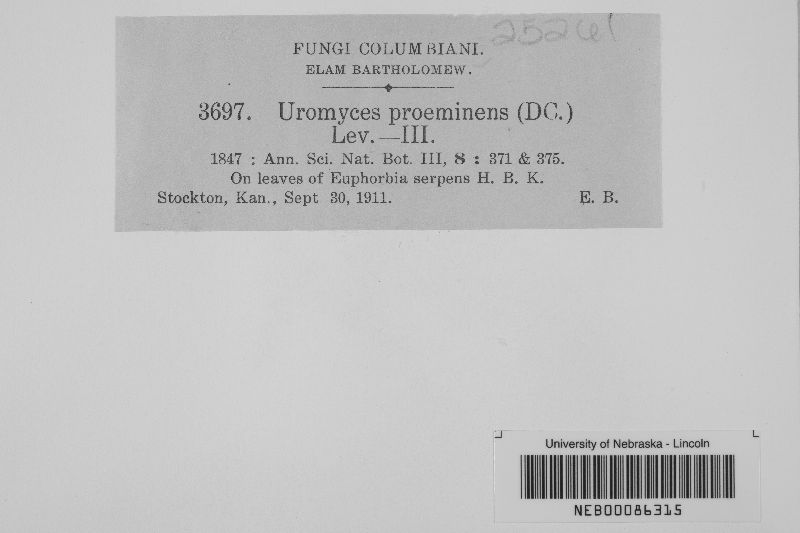 25261
FUNGI COLUMBIANI.
ELAM BARTHOLOMEW.
3697. Uromyces proeminens (DC.)
Lev.—III.
1847 : Ann. Sci. Nat. Bot. III, 8 : 371 & 375.
On leaves of Euphorbia serpens H. B. K.
Stockton, Kan., Sept 30, 1911. E. B.
University of Nebraska - Lincoln
NEB00086315